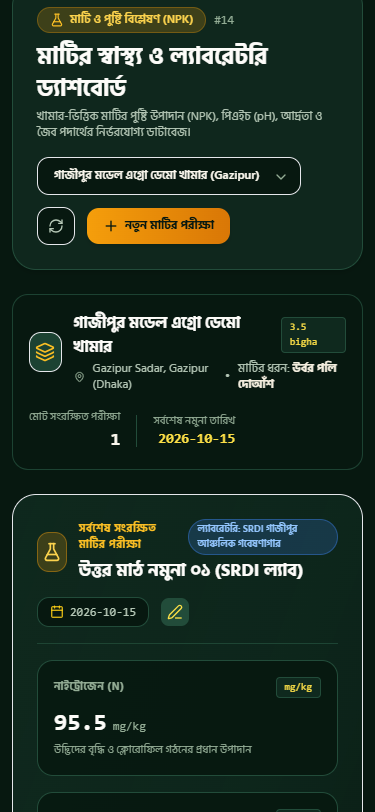 মাটি ও পুষ্টি বিশ্লেষণ (NPK) #14
মাটির স্বাস্থ্য ও ল্যাবরেটরি
ড্যাশবোর্ড
খামার-ভিত্তিক মাটির পুষ্টি উপাদান (NPK), পিএইচ (pH), আর্দ্রতা ও
জৈব পদার্থের নির্ভরযোগ্য ডাটাবেজ।
গাজীপুর মডেল এগ্রো ডেমো খামার (Gazipur)
নতুন মাটির পরীক্ষা
গাজীপুর মডেল এগ্রো ডেমো
খামার
3.5
bigha
Gazipur Sadar, Gazipur
(Dhaka)
• মাটির ধরন: উর্বর পলি
দোআঁশ
মোট সংরক্ষিত পরীক্ষা
1
সর্বশেষ নমুনা তারিখ
2026-10-15
সর্বশেষ সংরক্ষিত
মাটির পরীক্ষা
ল্যাবরেটরি: SRDI গাজীপুর
আঞ্চলিক গবেষণাগার
উত্তর মাঠ নমুনা ০১ (SRDI ল্যাব)
2026-10-15
নাইট্রোজেন (N)
mg/kg
95.5 mg/kg
উদ্ভিদের বৃদ্ধি ও ক্লোরোফিল গঠনের প্রধান উপাদান